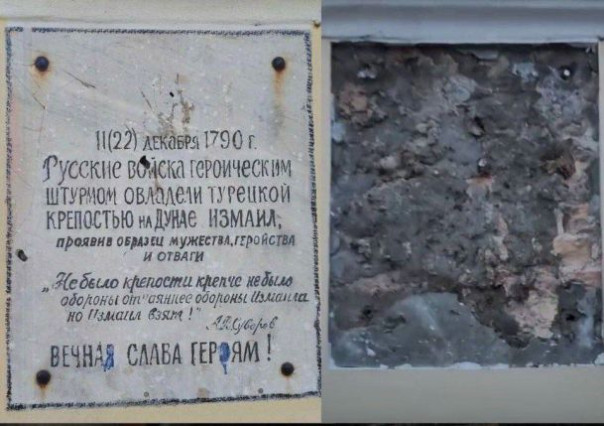 11(22) ДЕКАБРЯ 1790 г.
РУССКИЕ ВОЙСКА ГЕРОИЧЕСКИМ
ШТУРМОМ ОВЛАДЕЛИ ТУРЕЦКОЙ
КРЕПОСТЬЮ НА ДУНАЕ ИЗМАИЛ,
ПРОЯВИВ ОБРАЗЕЦ МУЖЕСТВА, ГЕРОЙСТВА
И ОТВАГИ
„Не было крепости крепче не было
обороны отчаяннее обороны Измаила
но Измаил взят!"
А.В.Суворов
ВЕЧНАЯ СЛАВА ГЕРОЯМ!